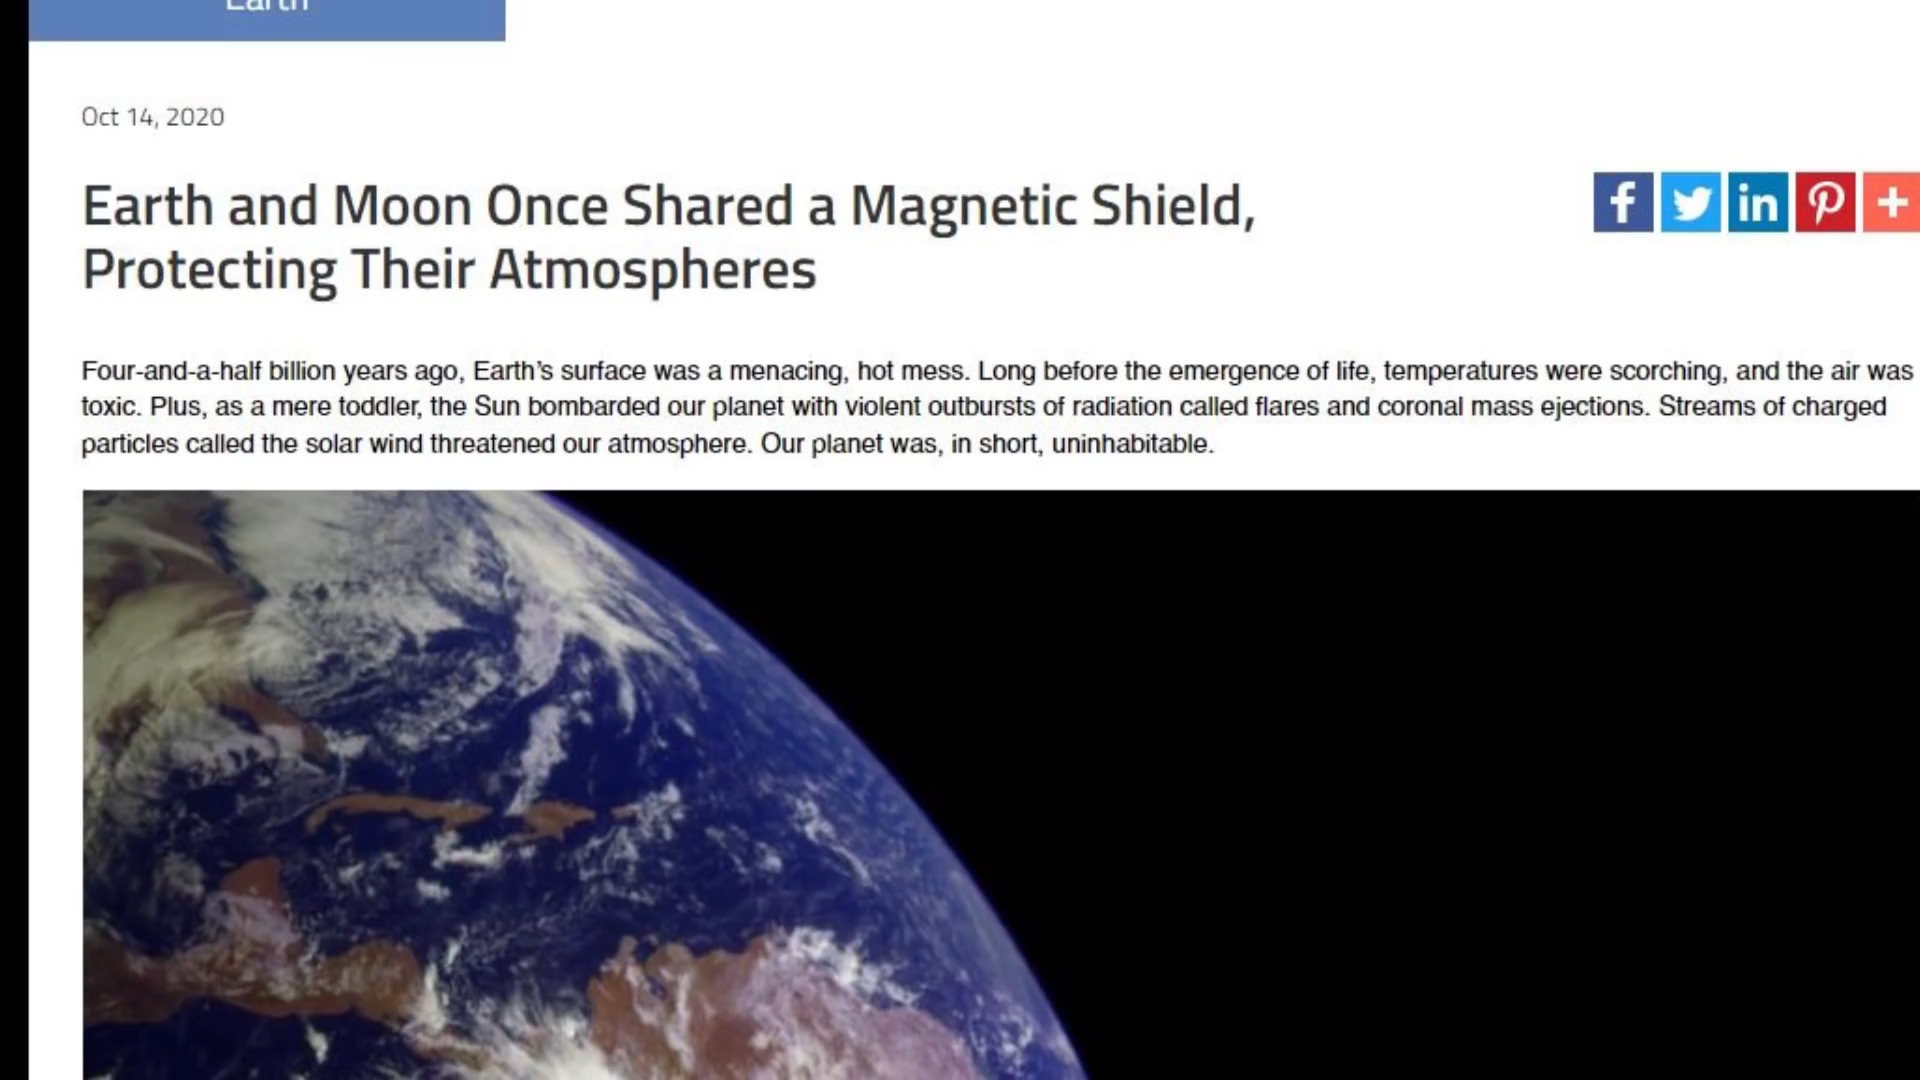 Earth
Oct 14, 2020
Earth and Moon Once Shared a Magnetic Shield,
Protecting Their Atmospheres
Four-and-a-half billion years ago, Earth’s surface was a menacing, hot mess. Long before the emergence of life, temperatures were scorching, and the air was
toxic. Plus, as a mere toddler, the Sun bombarded our planet with violent outbursts of radiation called flares and coronal mass ejections. Streams of charged
particles called the solar wind threatened our atmosphere. Our planet was, in short, uninhabitable.